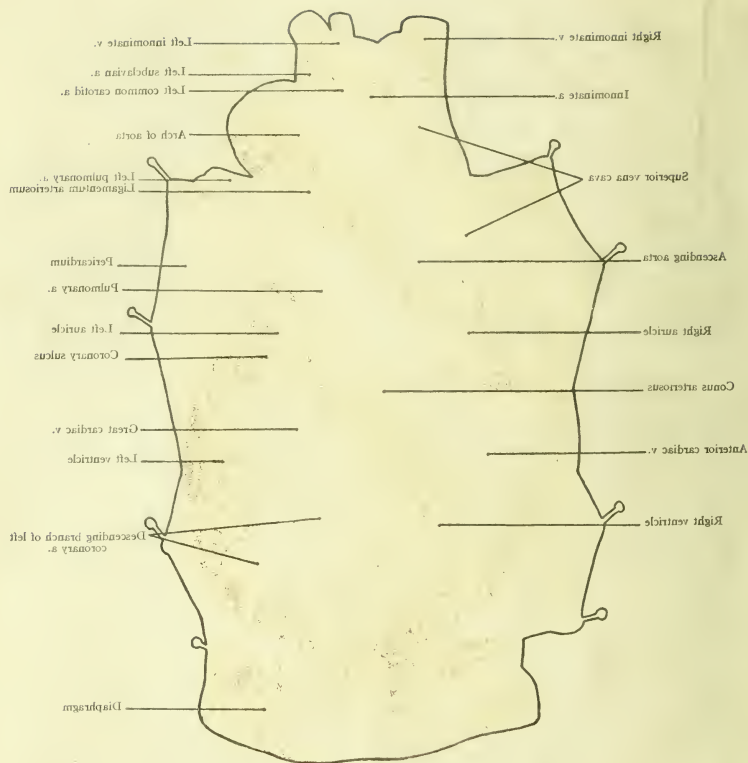 Right innominate v.
Innominate a.
Superior vena cava
Ascending aorta
Right auricle
Conus arteriosus
Anterior cardiac v.
Right ventricle
Left innominate v.
Left subclavian a.
Left common carotid a.
Arch of aorta
Left pulmonary a.
Ligamentum arteriosum
Pericardium
Pulmonary a.
Left auricle
Coronary sulcus
Great cardiac v.
Left ventricle
Descending branch of left
coronary a.
Diaphragm